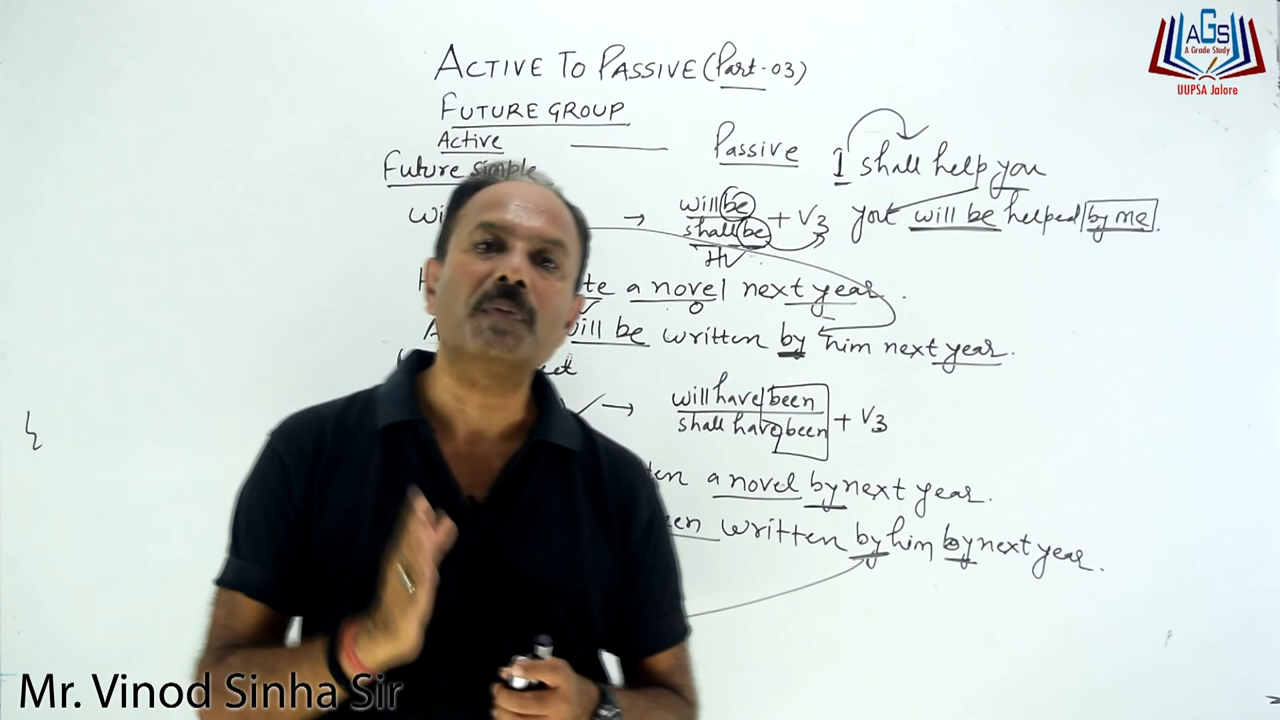 ACTIVE TO PASSIVE (Part-03)
FUTURE GROUP
Active Passive
Future simple
will be
shall be + V3
HV
I shall help you
you will be helped by me.
a novel next year.
will be written by him next year.
will have been
shall have been + V3
a novel by next year.
written by him by next year.
AGS
A Grade Study
UUPSA Jalore
Mr. Vinod Sinha Sir